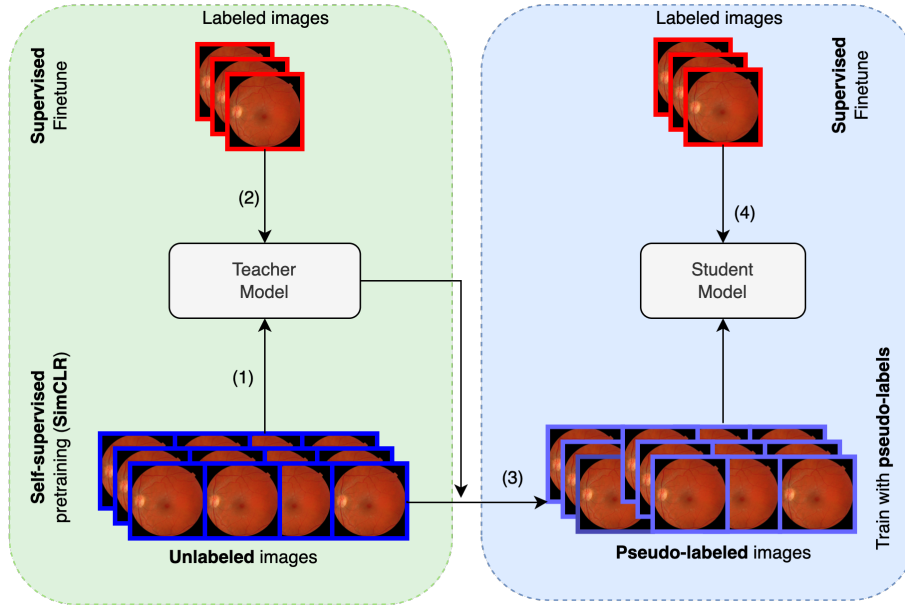 Labeled images
Supervised
Finetune
(2)
Teacher
Model
(1)
Self-supervised
pretraining (SimCLR)
Unlabeled images
(3)
Labeled images
Supervised
Finetune
(4)
Student
Model
Train with pseudo-labels
Pseudo-labeled images